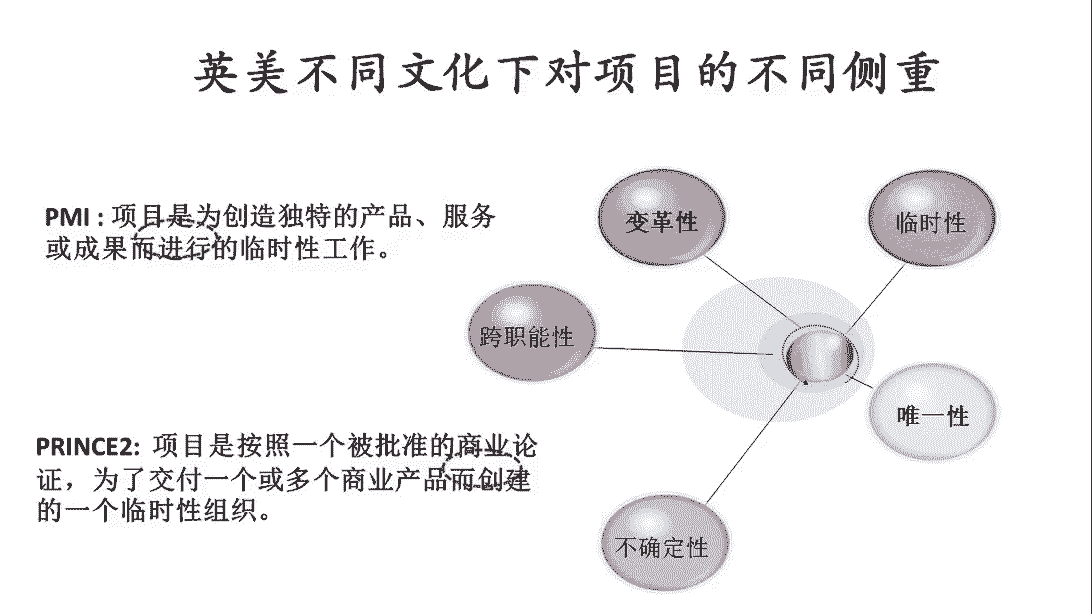 英美不同文化下对项目的不同侧重
PMI : 项目是为创造独特的产品、服务
或成果而进行的临时性工作。
PRINCE2: 项目是按照一个被批准的商业论
证，为了交付一个或多个商业产品而创建
的一个临时性组织。
变革性
临时性
跨职能性
唯一性
不确定性